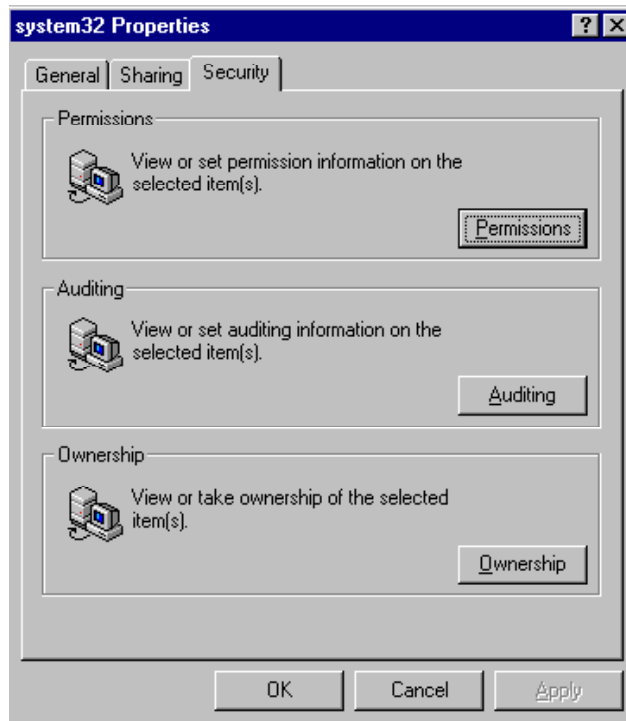 system32 Properties
General Sharing Security
Permissions
View or set permission information on the
selected item(s).
Permissions
Auditing
View or set auditing information on the
selected item(s).
Auditing
Ownership
View or take ownership of the selected
item(s).
Ownership
OK Cancel Apply